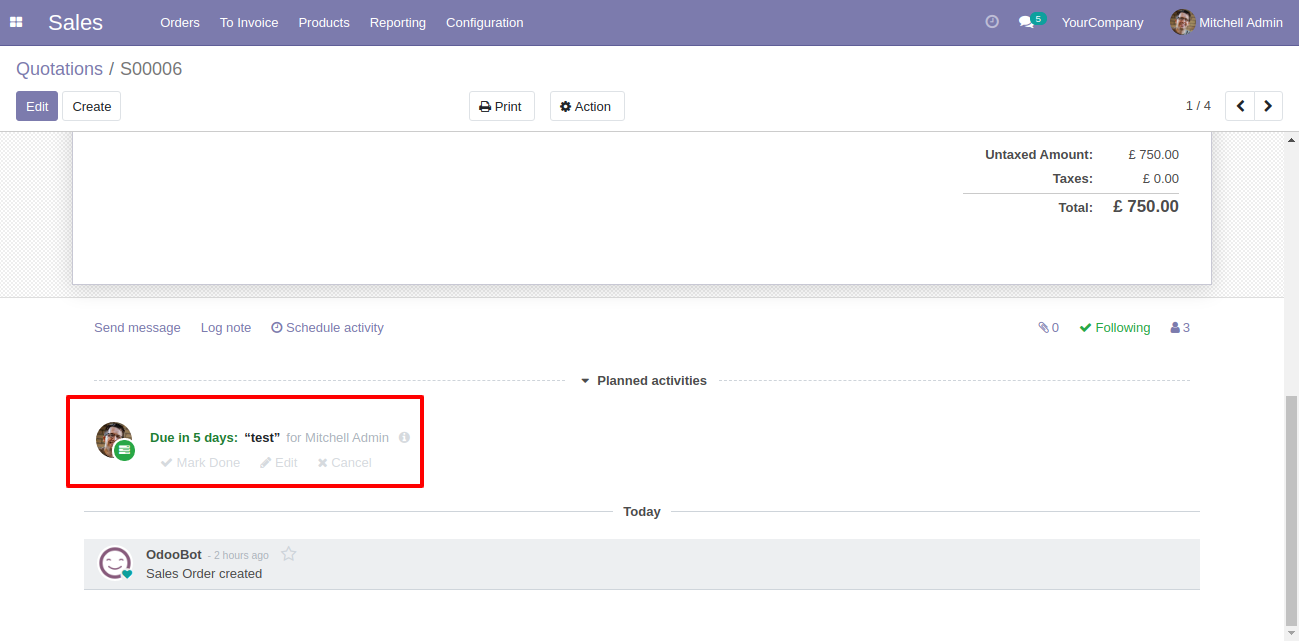 Sales Orders To Invoice Products Reporting Configuration 5 YourCompany Mitchell Admin
Quotations / S00006
Edit Create Print Action 1 / 4
Untaxed Amount: £ 750.00
Taxes: £ 0.00
Total: £ 750.00
Send message Log note Schedule activity 0 Following 3
Planned activities
Due in 5 days: “test” for Mitchell Admin
Mark Done Edit Cancel
Today
OdooBot - 2 hours ago
Sales Order created